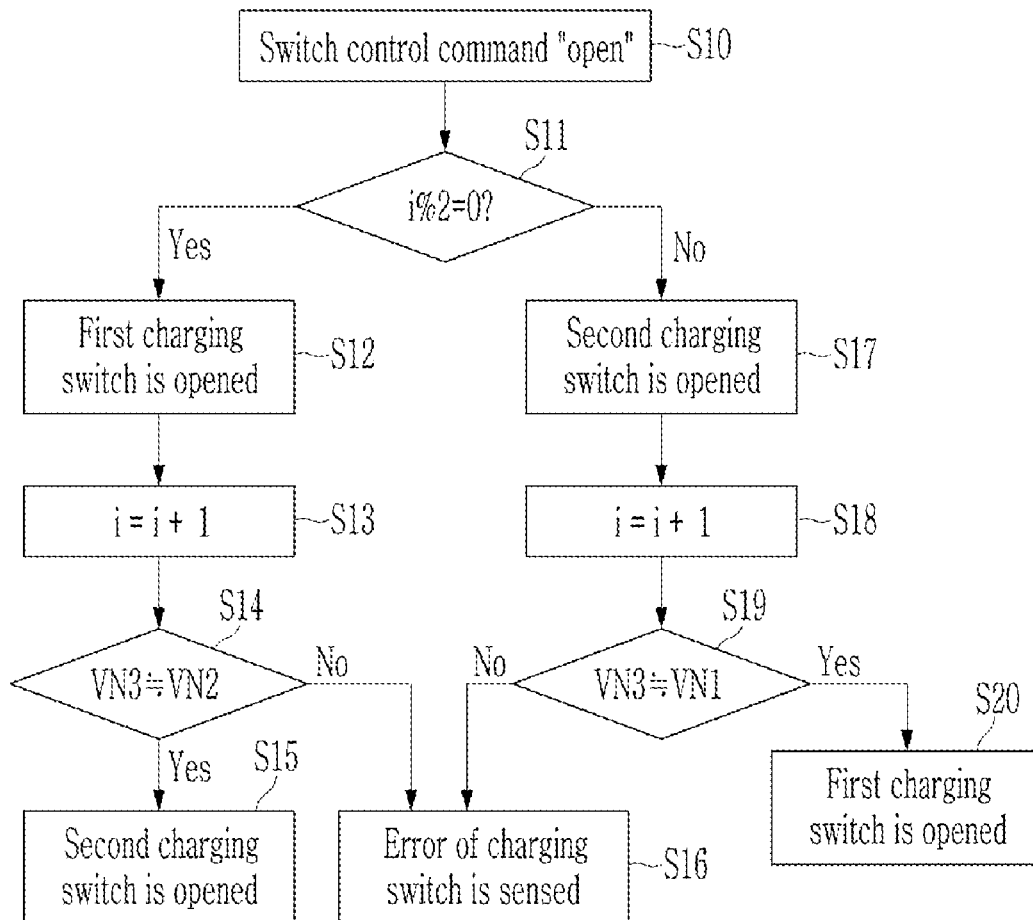 Switch control command "open"
S10
S11
i%2=0?
Yes
No
First charging
switch is opened
S12
Second charging
switch is opened
S17
i = i + 1
S13
i = i + 1
S18
S14
VN3≒VN2
No
Yes
S19
VN3≒VN1
No
Yes
S15
Second charging
switch is opened
Error of charging
switch is sensed
S16
S20
First charging
switch is opened